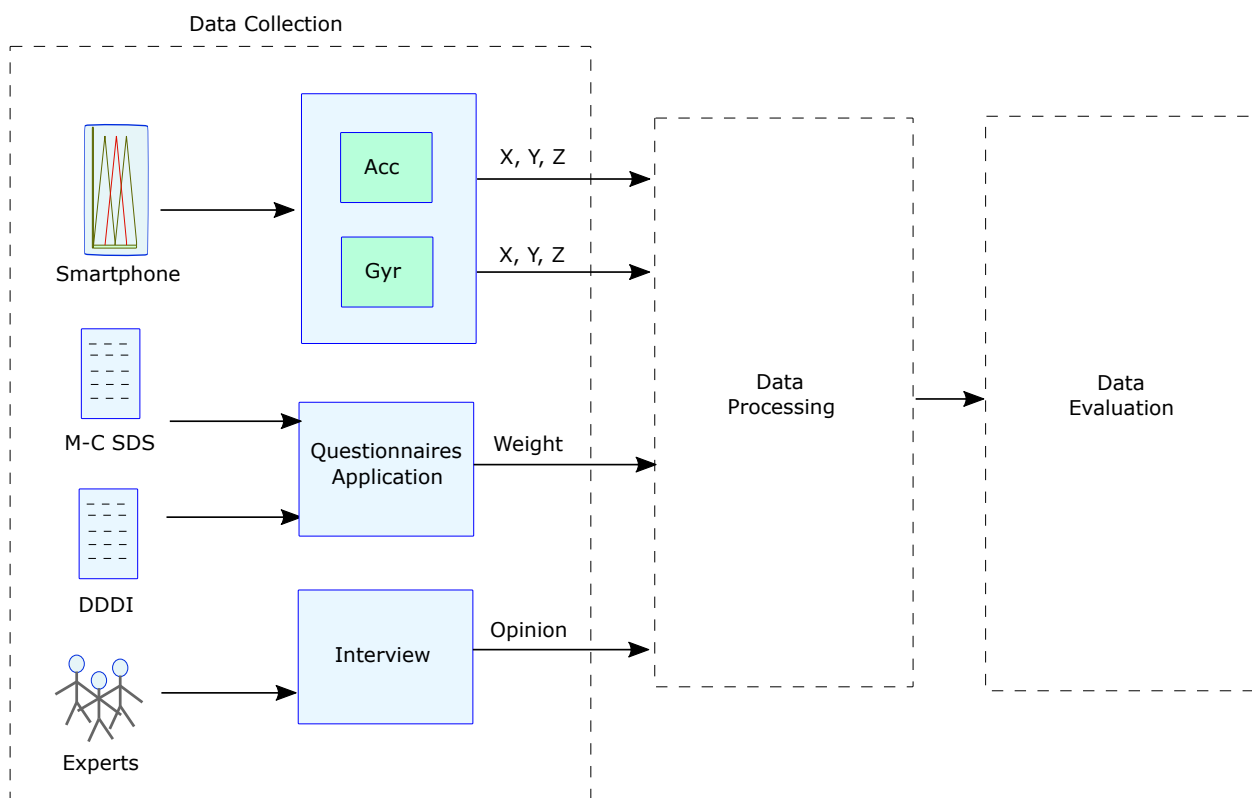 Data Collection
Acc
X, Y, Z
Smartphone
Gyr
X, Y, Z
M-C SDS
Questionnaires
Application
Weight
DDDI
Experts
Interview
Opinion
Data
Processing
Data
Evaluation